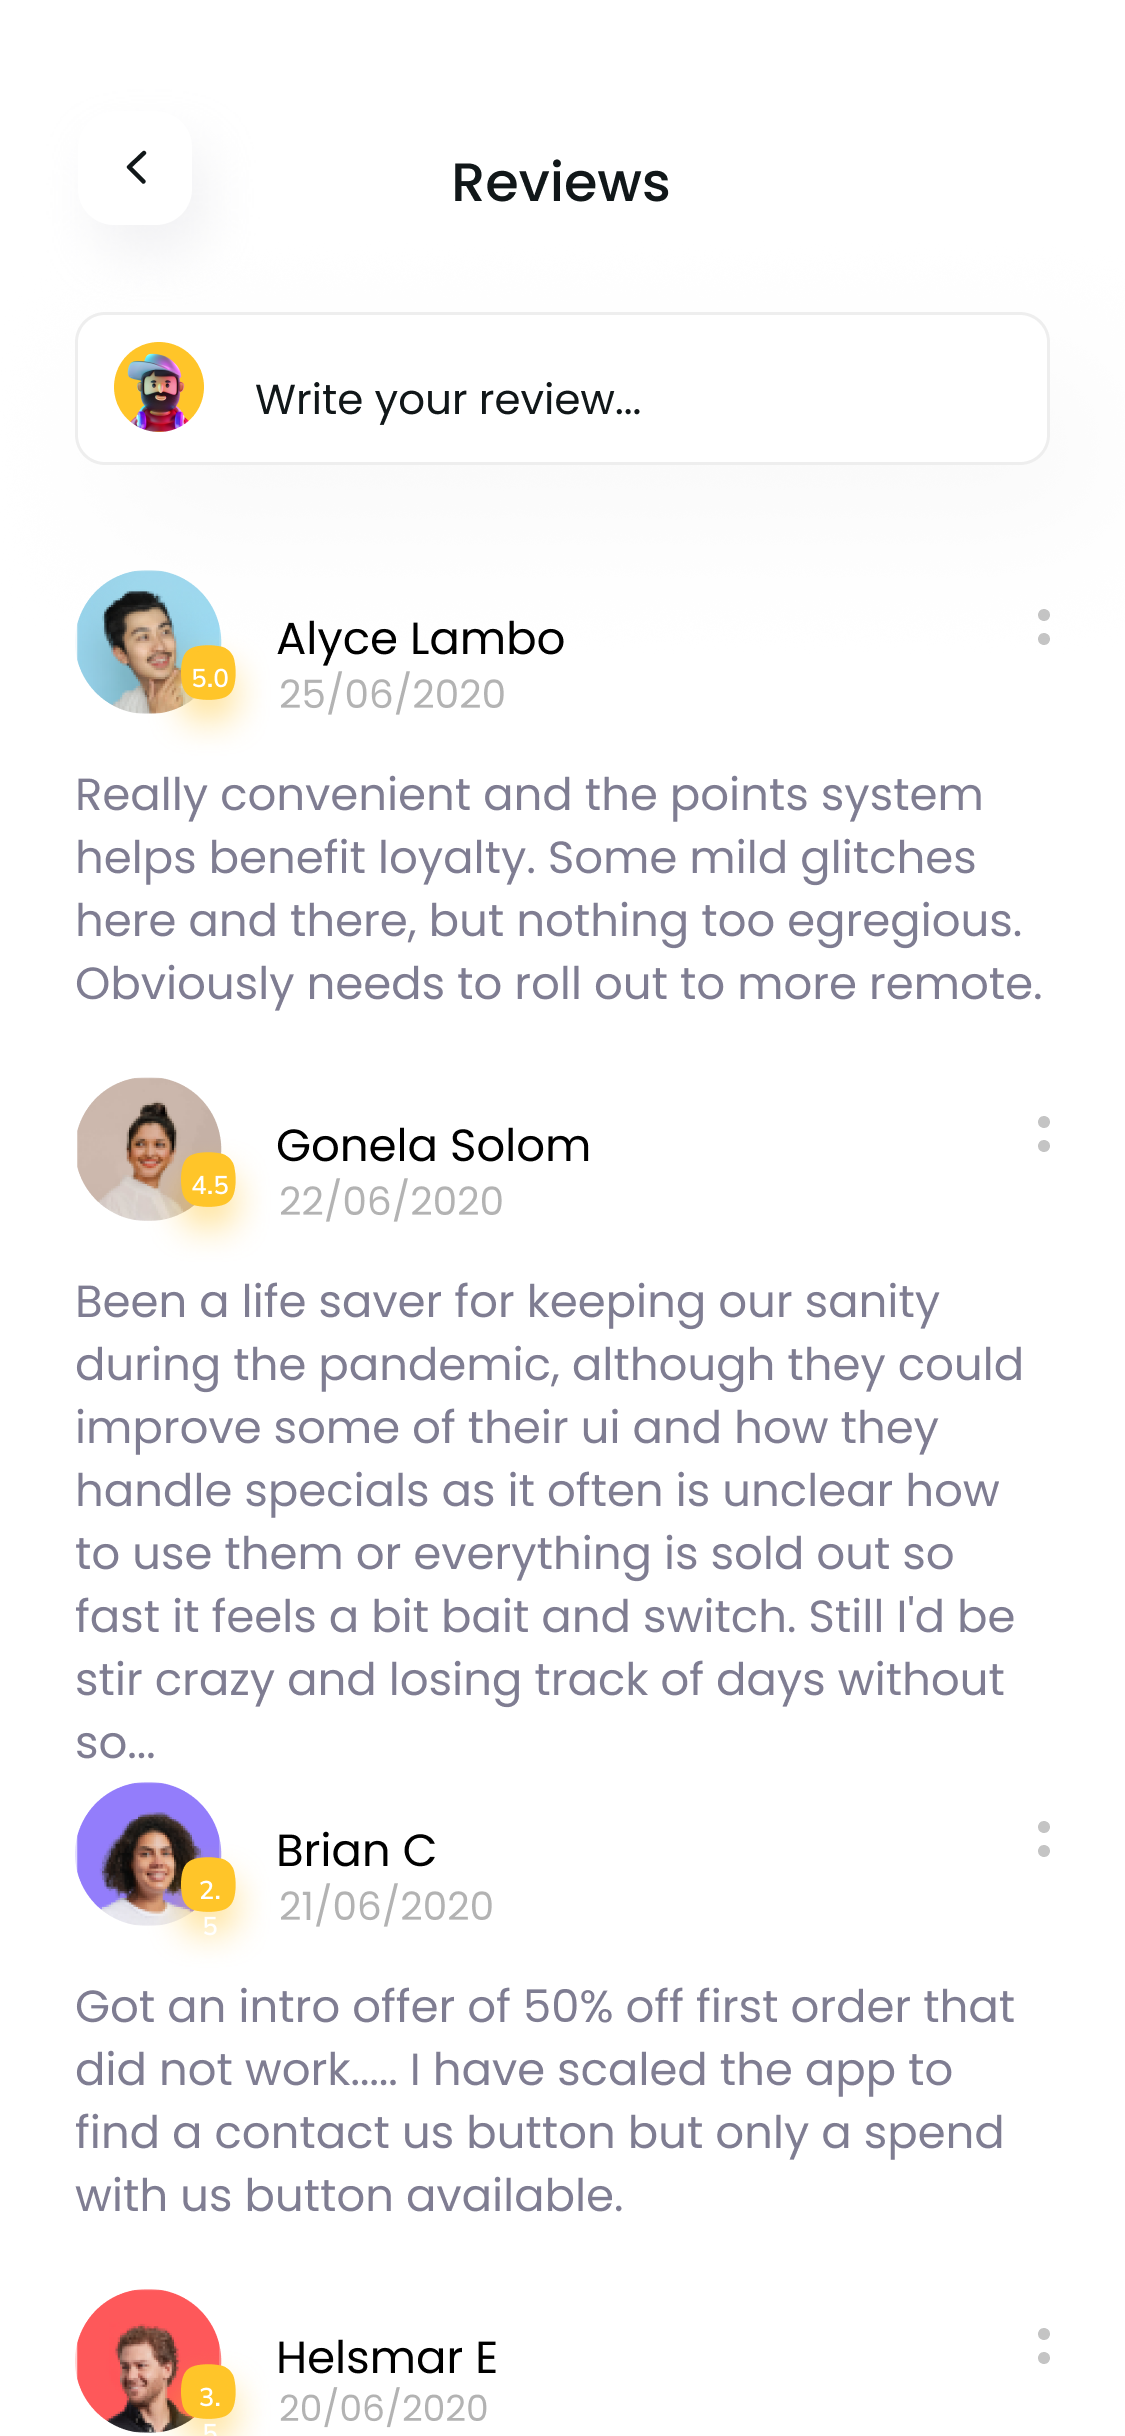 Reviews
Write your review...
Alyce Lambo
5.0
25/06/2020
Really convenient and the points system
helps benefit loyalty. Some mild glitches
here and there, but nothing too egregious.
Obviously needs to roll out to more remote.
Gonela Solom
4.5
22/06/2020
Been a life saver for keeping our sanity
during the pandemic, although they could
improve some of their ui and how they
handle specials as it often is unclear how
to use them or everything is sold out so
fast it feels a bit bait and switch. Still I'd be
stir crazy and losing track of days without
so...
Brian C
2.
5
21/06/2020
Got an intro offer of 50% off first order that
did not work..... I have scaled the app to
find a contact us button but only a spend
with us button available.
Helsmar E
3.
5
20/06/2020